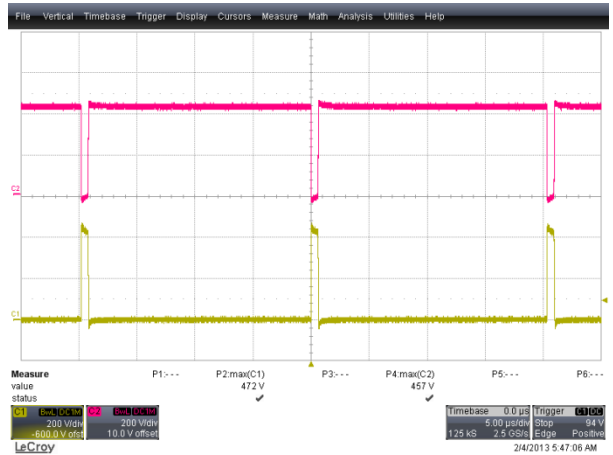 File Vertical Timebase Trigger Display Cursors Measure Math Analysis Utilities Help
C2
C1
Measure P1:- - - P2:max(C1) P3:- - - P4:max(C2) P5:- - - P6:- - -
value 472 V 457 V
status
C1 BwL DC1M
200 V/div
-600.0 V ofst
C2 BwL DC1M
200 V/div
10.0 V offset
Timebase 0.0 µs
5.00 µs/div
125 kS 2.5 GS/s
Trigger C1 DC
Stop 94 V
Edge Positive
LeCroy
2/4/2013 5:47:06 AM